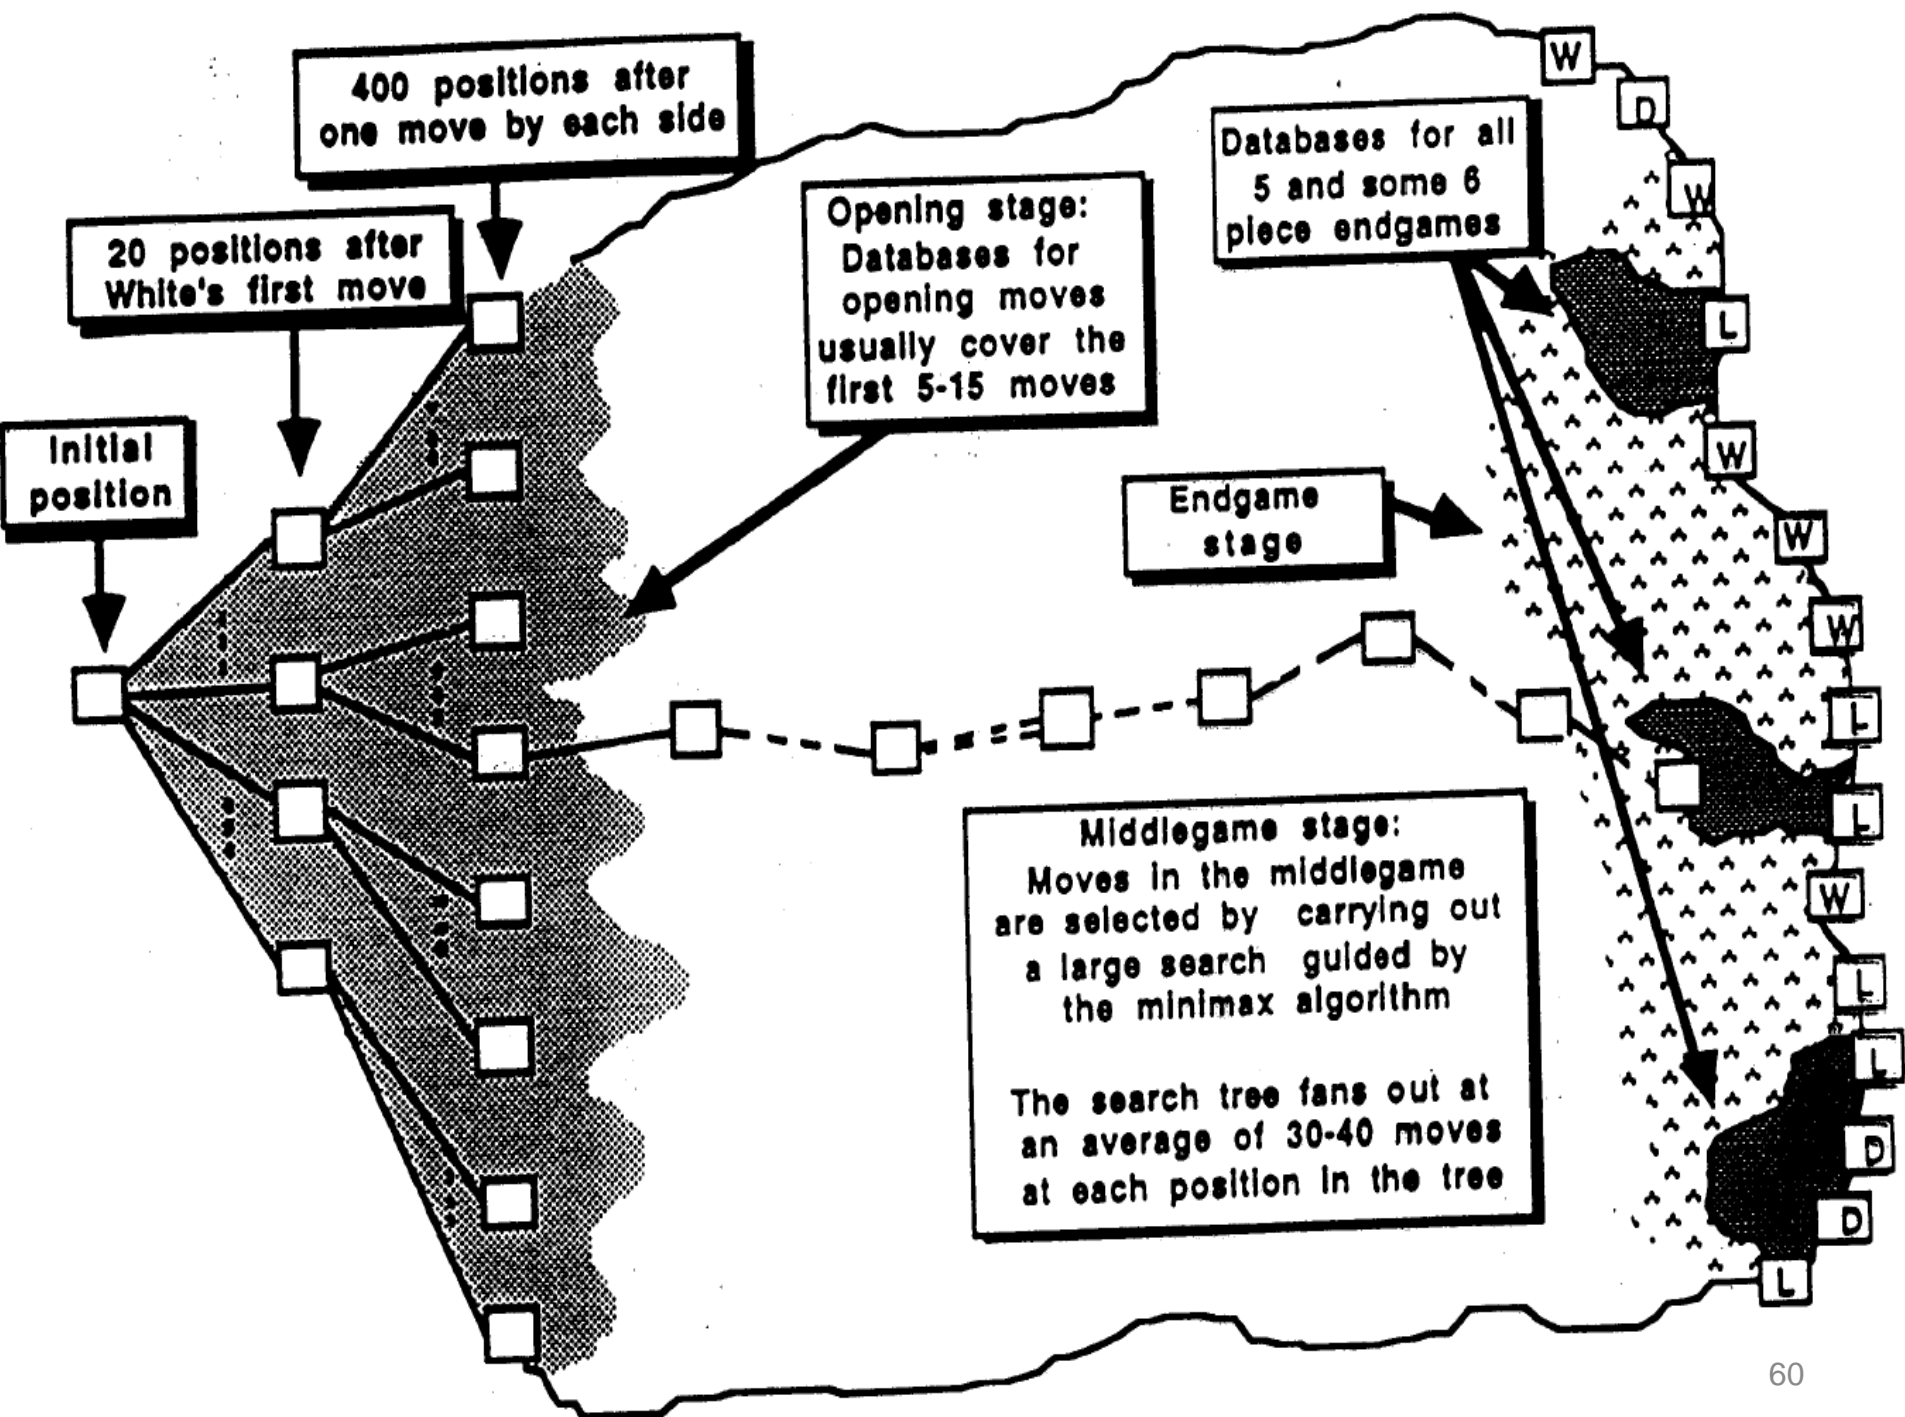 400 positions after
one move by each side
20 positions after
White's first move
Initial
position
Opening stage:
Databases for
opening moves
usually cover the
first 5-15 moves
Databases for all
5 and some 6
piece endgames
Endgame
stage
Middlegame stage:
Moves in the middlegame
are selected by carrying out
a large search guided by
the minimax algorithm
The search tree fans out at
an average of 30-40 moves
at each position in the tree
W
D
W
L
W
W
W
L
L
W
L
L
D
D
L
60